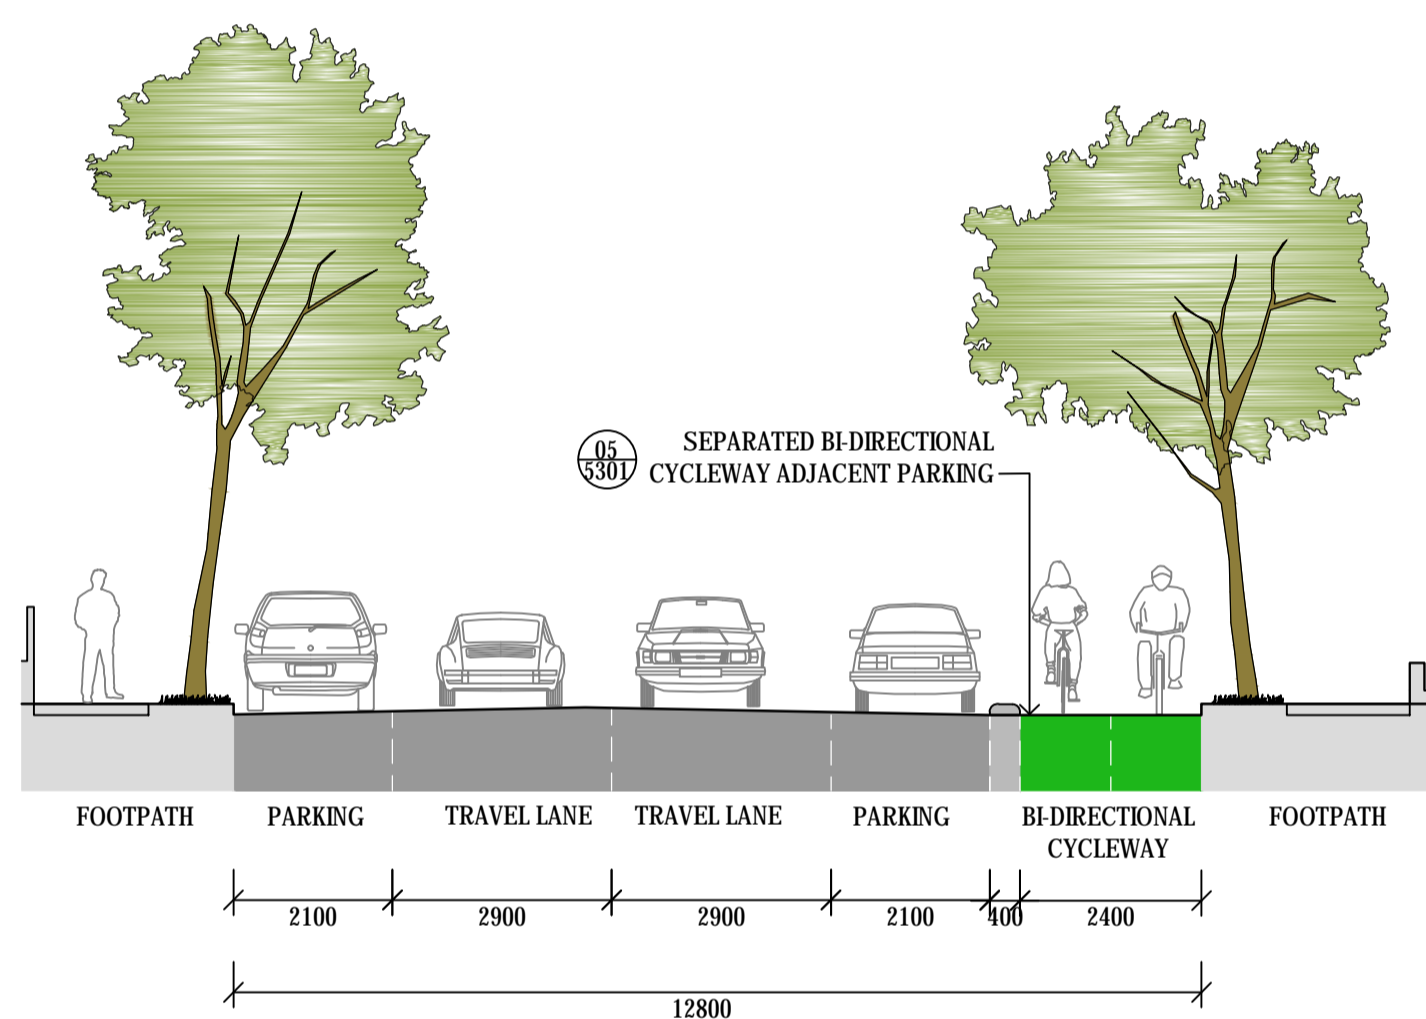 05
5301
SEPARATED BI-DIRECTIONAL
CYCLEWAY ADJACENT PARKING
FOOTPATH
PARKING
TRAVEL LANE
TRAVEL LANE
PARKING
BI-DIRECTIONAL
CYCLEWAY
FOOTPATH
2100
2900
2900
2100
400
2400
12800